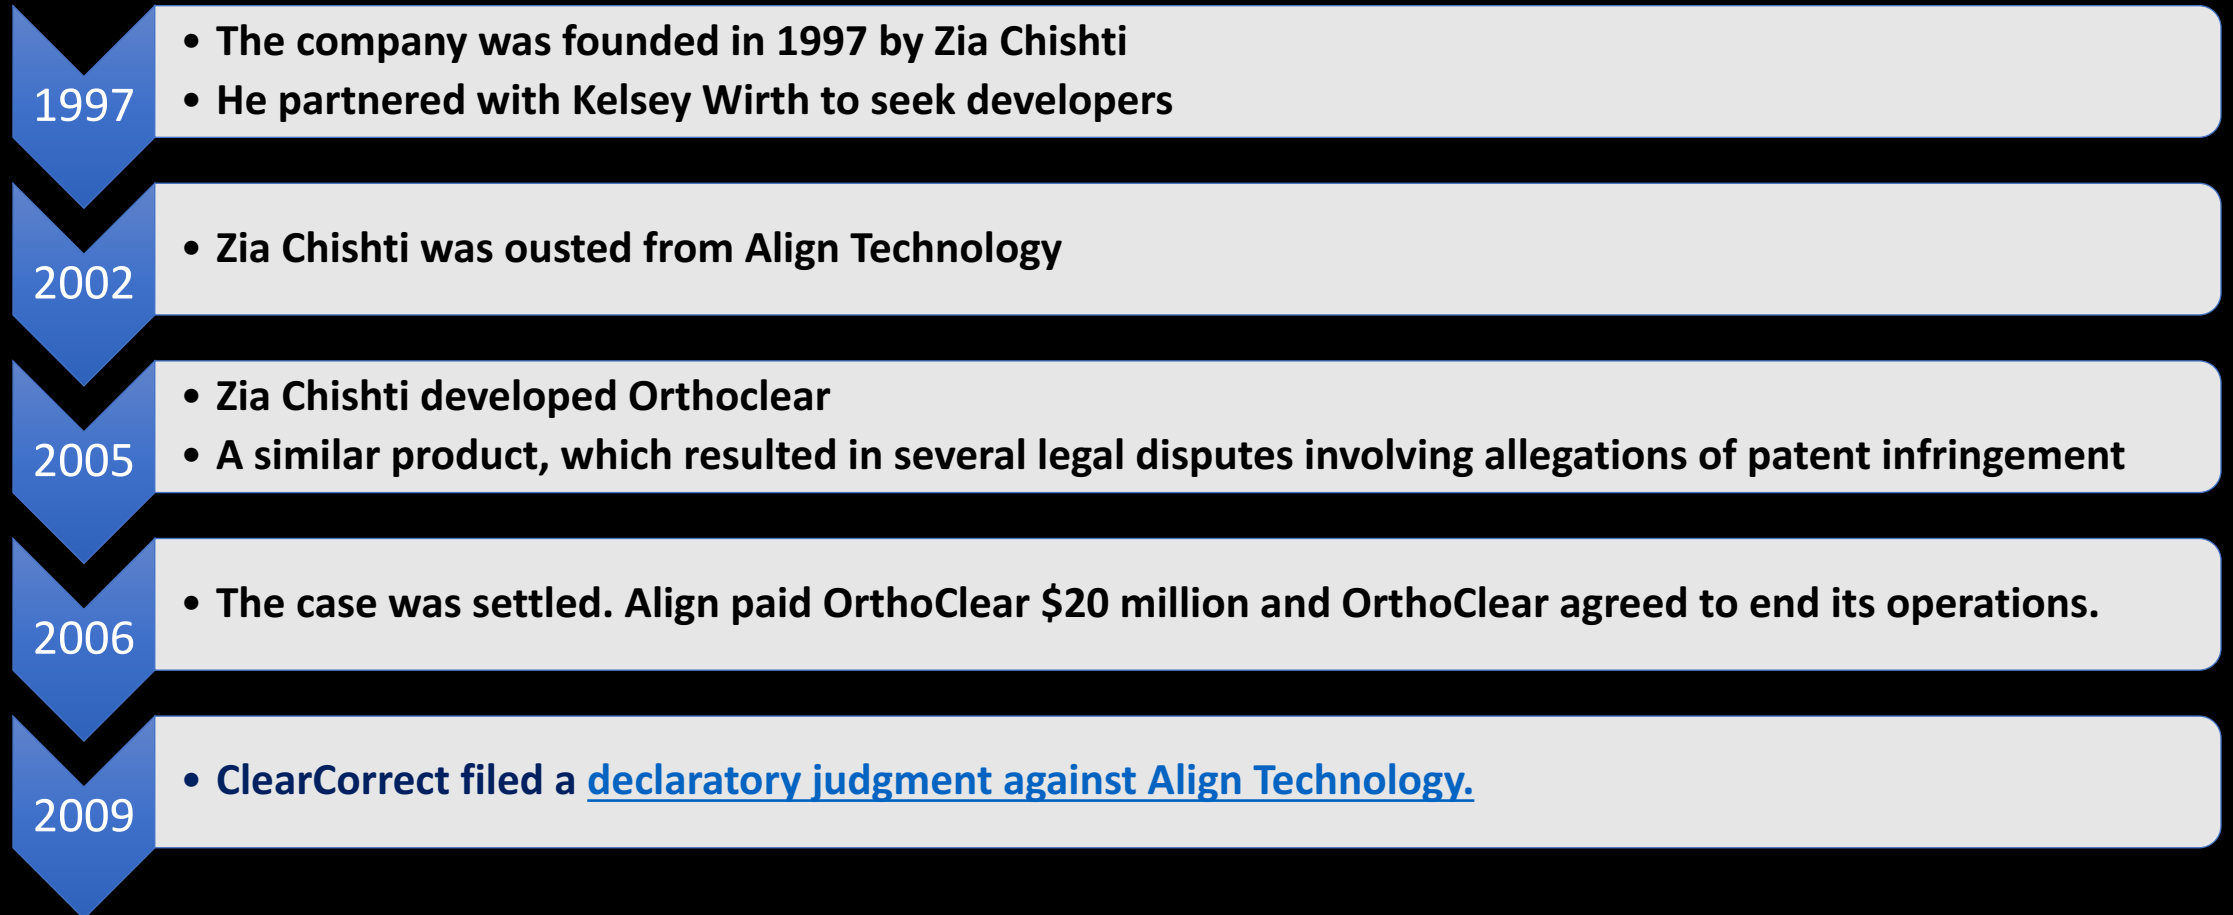 1997
• The company was founded in 1997 by Zia Chishti
• He partnered with Kelsey Wirth to seek developers
2002
• Zia Chishti was ousted from Align Technology
2005
• Zia Chishti developed Orthoclear
• A similar product, which resulted in several legal disputes involving allegations of patent infringement
2006
• The case was settled. Align paid OrthoClear $20 million and OrthoClear agreed to end its operations.
2009
• ClearCorrect filed a declaratory judgment against Align Technology.